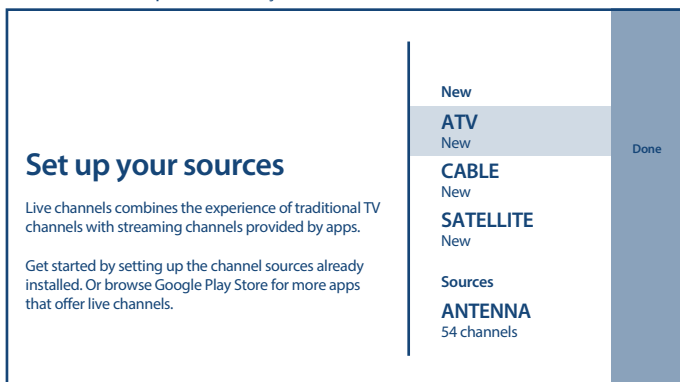 Set up your sources
Live channels combines the experience of traditional TV
channels with streaming channels provided by apps.
Get started by setting up the channel sources already
installed. Or browse Google Play Store for more apps
that offer live channels.
New
ATV
New
CABLE
New
SATELLITE
New
Sources
ANTENNA
54 channels
Done